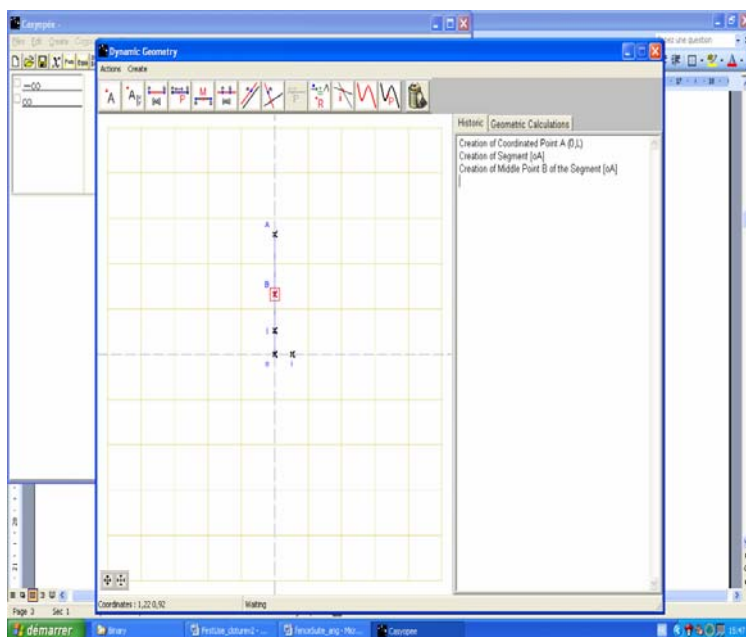 Casyopée -
Dynamic Geometry
Actions Create
Historic Geometric Calculations
Creation of Coordinated Point A (0,L)
Creation of Segment [oA]
Creation of Middle Point B of the Segment [oA]
A
B
o
Coordinates : 1,22 0,92 Waiting
Page 3 Sec 1
démarrer Binary Casyopee